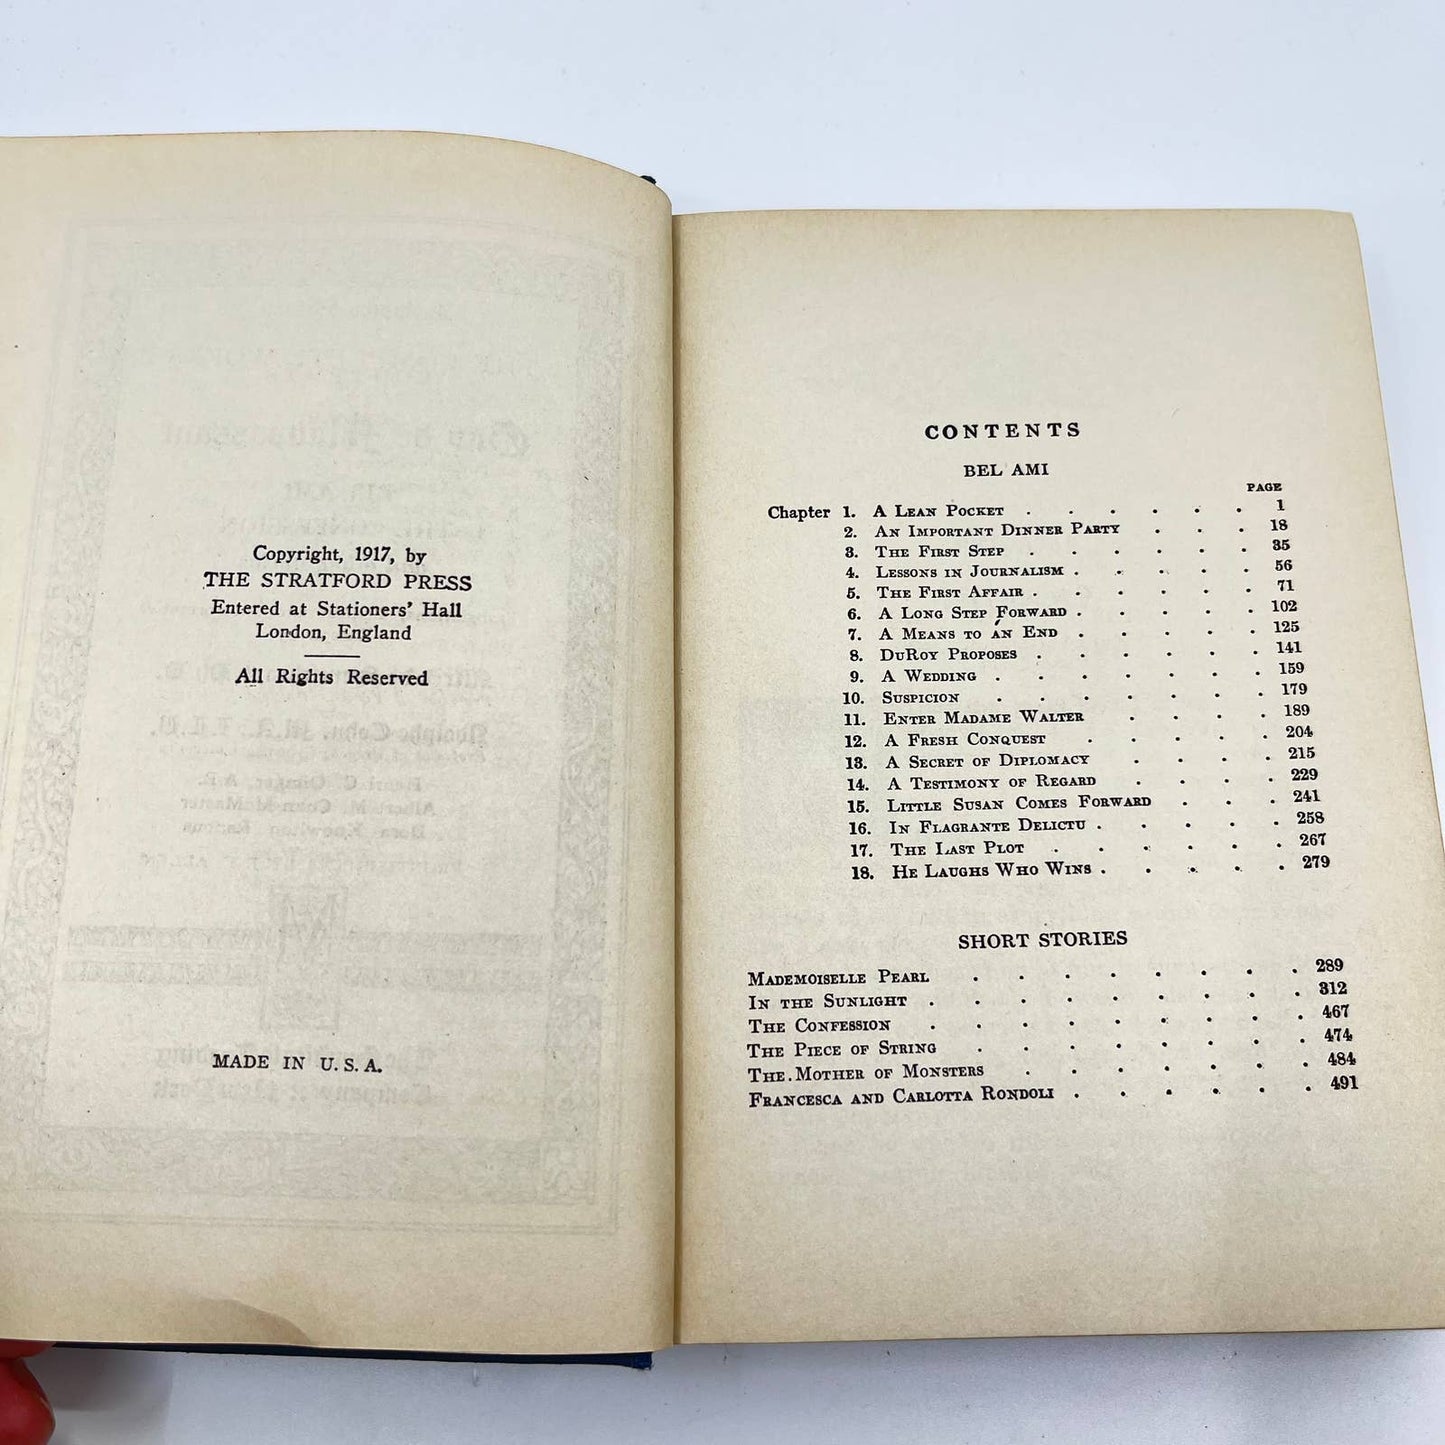 Copyright, 1917, by
THE STRATFORD PRESS
Entered at Stationers' Hall
London, England
All Rights Reserved
MADE IN U. S. A.
CONTENTS
BEL AMI
PAGE
Chapter 1. A LEAN POCKET . . . . . . 1
2. AN IMPORTANT DINNER PARTY . . . 18
3. THE FIRST STEP . . . . . . 35
4. LESSONS IN JOURNALISM . . . . . 56
5. THE FIRST AFFAIR . . . . . . 71
6. A LONG STEP FORWARD . . . . . 102
7. A MEANS TO AN END . . . . . 125
8. DUROY PROPOSES . . . . . . 141
9. A WEDDING . . . . . . . 159
10. SUSPICION . . . . . . . 179
11. ENTER MADAME WALTER . . . . 189
12. A FRESH CONQUEST . . . . . 204
13. A SECRET OF DIPLOMACY . . . . 215
14. A TESTIMONY OF REGARD . . . . 229
15. LITTLE SUSAN COMES FORWARD . . . 241
16. IN FLAGRANTE DELICTU . . . . . 258
17. THE LAST PLOT . . . . . . 267
18. HE LAUGHS WHO WINS . . . . . 279
SHORT STORIES
MADEMOISELLE PEARL . . . . . . . . 289
IN THE SUNLIGHT . . . . . . . . . 312
THE CONFESSION . . . . . . . . . 467
THE PIECE OF STRING . . . . . . . . 474
THE MOTHER OF MONSTERS . . . . . . . 484
FRANCESCA AND CARLOTTA RONDOLI . . . . . . 491